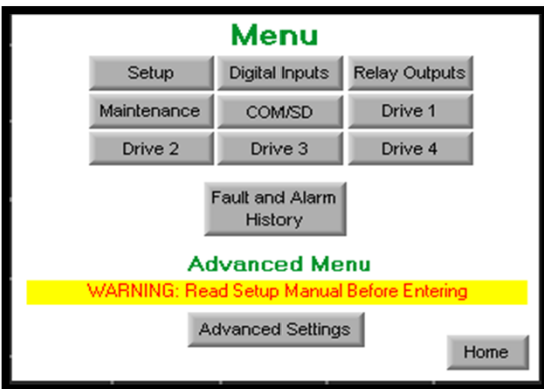 Menu
Setup Digital Inputs Relay Outputs
Maintenance COM/SD Drive 1
Drive 2 Drive 3 Drive 4
Fault and Alarm
History
Advanced Menu
WARNING: Read Setup Manual Before Entering
Advanced Settings
Home